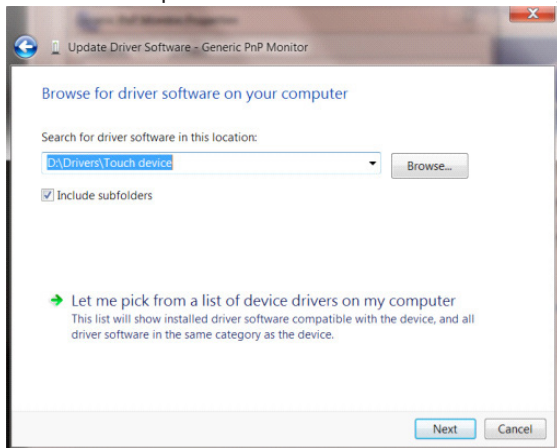 Update Driver Software - Generic PnP Monitor
Browse for driver software on your computer
Search for driver software in this location:
D:\Drivers\Touch device
Browse...
Include subfolders
Let me pick from a list of device drivers on my computer
This list will show installed driver software compatible with the device, and all
driver software in the same category as the device.
Next
Cancel